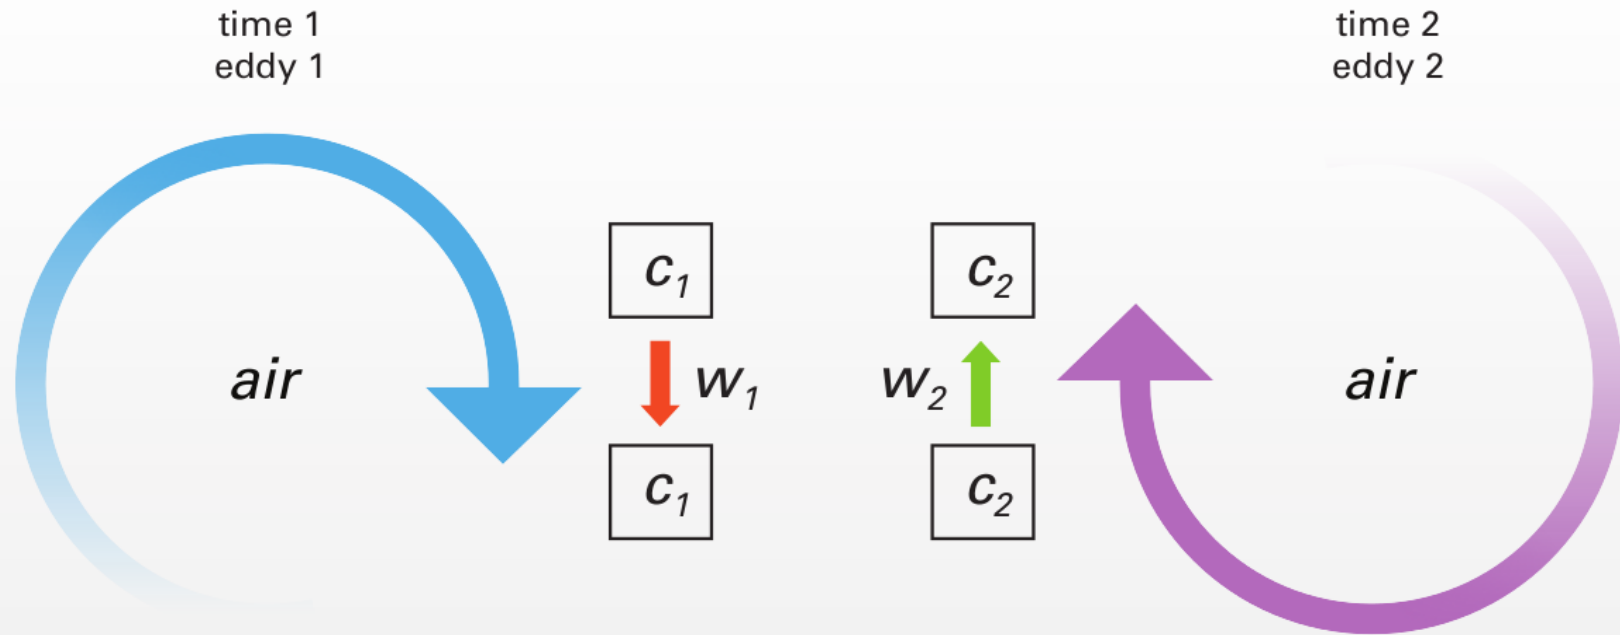 time 1
eddy 1
time 2
eddy 2
c₁
c₂
air
w₁
w₂
air
c₁
c₂